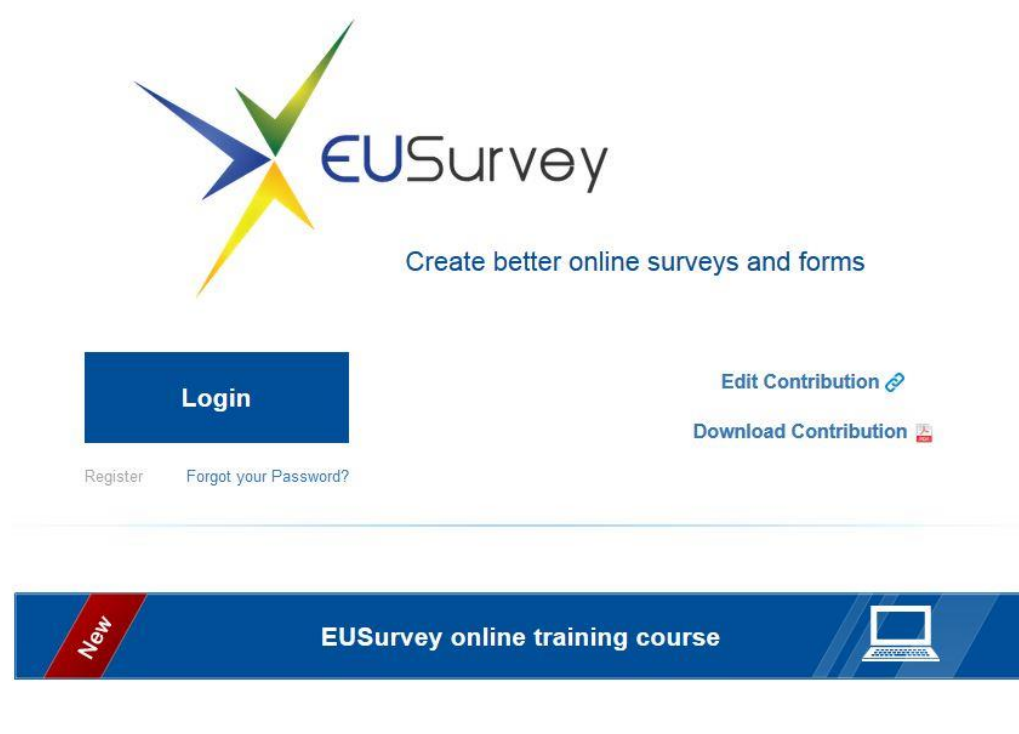 EUSurvey
Create better online surveys and forms
Login
Edit Contribution
Download Contribution
Register
Forgot your Password?
New
EUSurvey online training course